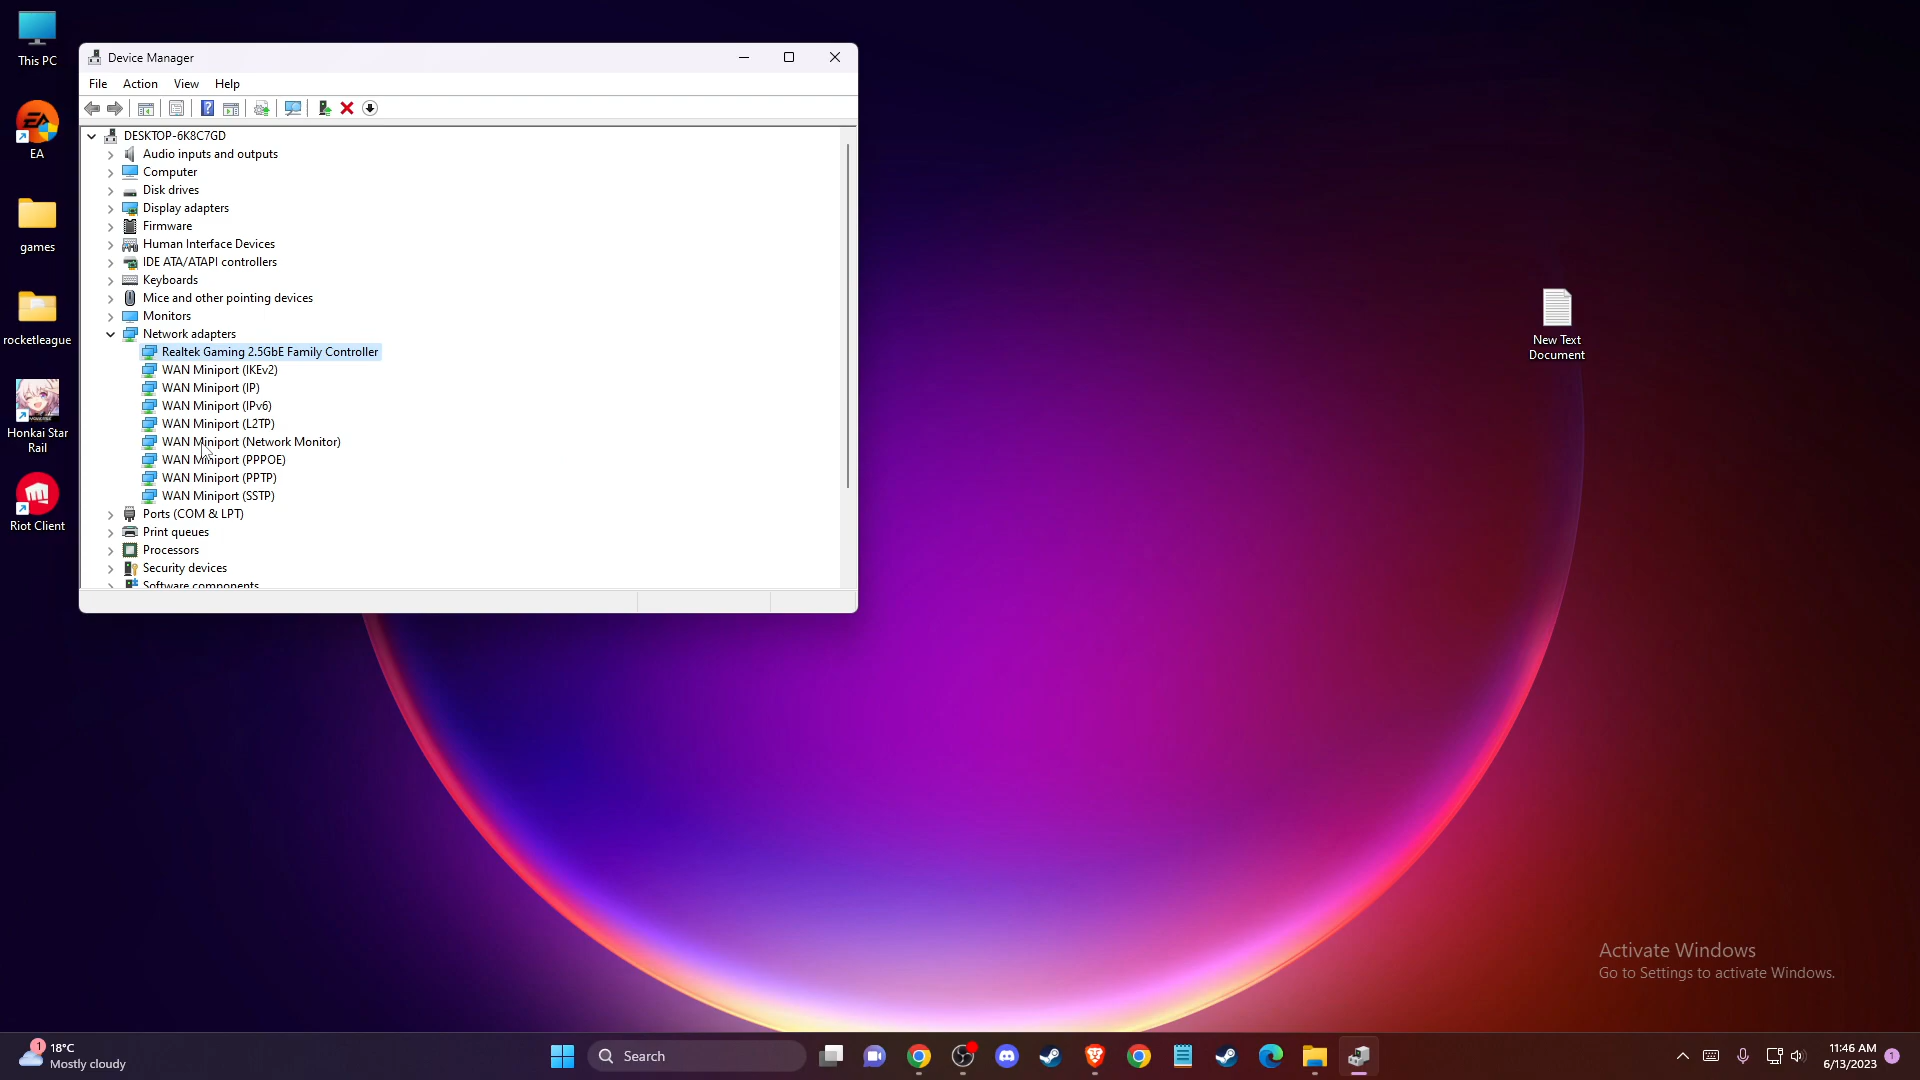 This PC
EA
games
rocketleague
Honkai Star
Rail
Riot Client
Device Manager
File Action View Help
DESKTOP-6K8C7GD
Audio inputs and outputs
Computer
Disk drives
Display adapters
Firmware
Human Interface Devices
IDE ATA/ATAPI controllers
Keyboards
Mice and other pointing devices
Monitors
Network adapters
Realtek Gaming 2.5GbE Family Controller
WAN Miniport (IKEv2)
WAN Miniport (IP)
WAN Miniport (IPv6)
WAN Miniport (L2TP)
WAN Miniport (Network Monitor)
WAN Miniport (PPPOE)
WAN Miniport (PPTP)
WAN Miniport (SSTP)
Ports (COM & LPT)
Print queues
Processors
Security devices
Software components
New Text
Document
Activate Windows
Go to Settings to activate Windows.
1
18°C
Mostly cloudy
Search
11:46 AM
6/13/2023
1